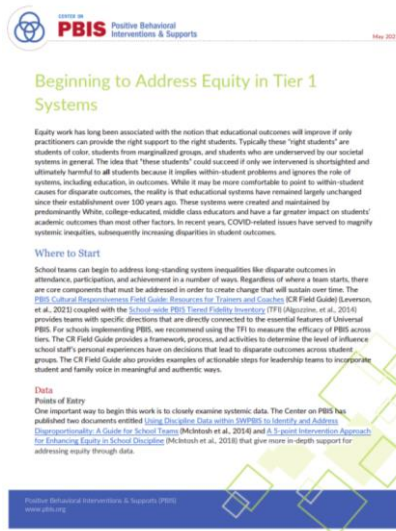 CENTER ON
PBIS Positive Behavioral
Interventions & Supports
May 202
Beginning to Address Equity in Tier 1
Systems
Equity work has long been associated with the notion that educational outcomes will improve if only
practitioners can provide the right support to the right students. Typically these "right students" are
students of color, students from marginalized groups, and students who are underserved by our societal
systems in general. The idea that "these students" could succeed if only we intervened is shortsighted and
ultimately harmful to all students because it implies within-student problems and ignores the role of
systems, including education, in outcomes. While it may be more comfortable to point to within-student
causes for disparate outcomes, the reality is that educational systems have remained largely unchanged
since their establishment over 100 years ago. These systems were created and maintained by
predominantly White, college-educated, middle class educators and have a far greater impact on students'
academic outcomes than most other factors. In recent years, COVID-related issues have served to magnify
systemic inequities, subsequently increasing disparities in student outcomes.
Where to Start
School teams can begin to address long-standing system inequalities like disparate outcomes in
attendance, participation, and achievement in a number of ways. Regardless of where a team starts, there
are core components that must be addressed in order to create change that will sustain over time. The
PBIS Cultural Responsiveness Field Guide: Resources for Trainers and Coaches (CR Field Guide) (Leverson,
et al., 2021) coupled with the School-wide PBIS Tiered Fidelity Inventory (TFI) (Algozzine, et al., 2014)
provides teams with specific directions that are directly connected to the essential features of Universal
PBIS. For schools implementing PBIS, we recommend using the TFI to measure the efficacy of PBIS across
tiers. The CR Field Guide provides a framework, process, and activities to determine the level of influence
school staff's personal experiences have on decisions that lead to disparate outcomes across student
groups. The CR Field Guide also provides examples of actionable steps for leadership teams to incorporate
student and family voice in meaningful and authentic ways.
Data
Points of Entry
One important way to begin this work is to closely examine systemic data. The Center on PBIS has
published two documents entitled Using Discipline Data within SWPBIS to Identify and Address
Disproportionality: A Guide for School Teams (McIntosh et al., 2014) and A 5-point Intervention Approach
for Enhancing Equity in School Discipline (McIntosh et al., 2018) that give more in-depth support for
addressing equity through data.
Positive Behavioral Interventions & Supports (PBIS)
www.pbis.org